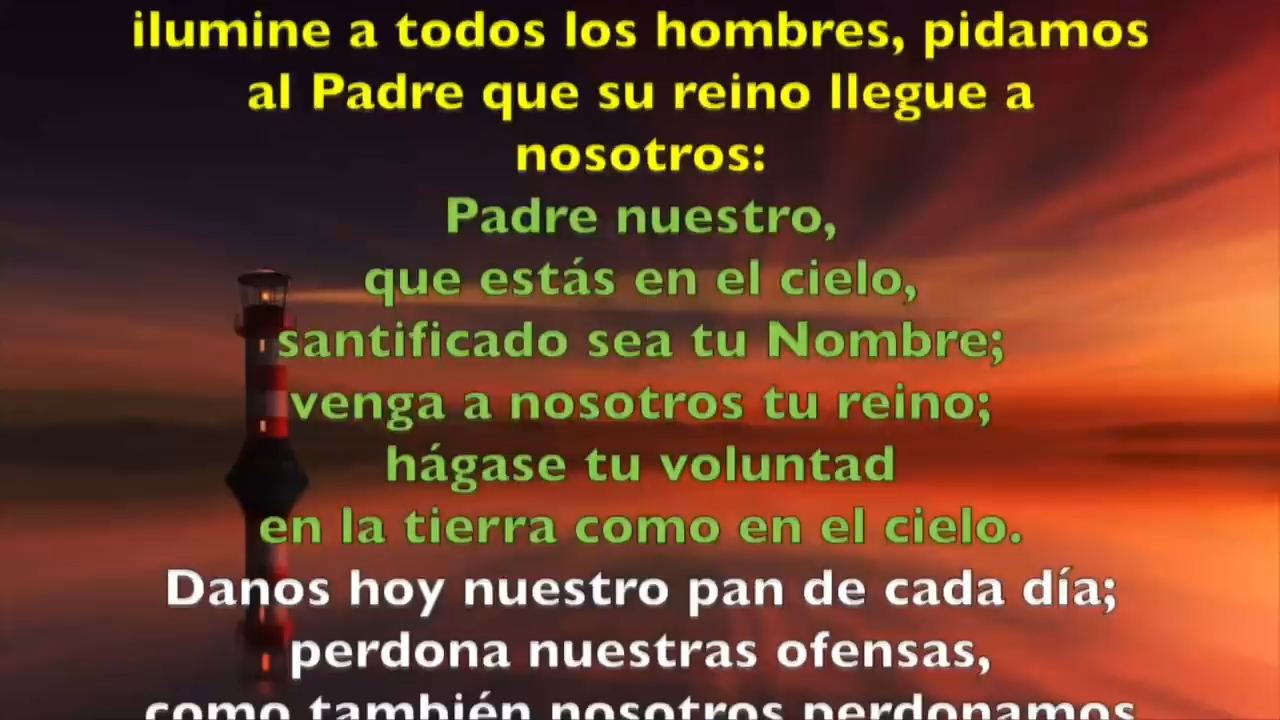 ilumine a todos los hombres, pidamos
al Padre que su reino llegue a
nosotros:
Padre nuestro,
que estás en el cielo,
santificado sea tu Nombre;
venga a nosotros tu reino;
hágase tu voluntad
en la tierra como en el cielo.
Danos hoy nuestro pan de cada día;
perdona nuestras ofensas,
como también nosotros perdonamos